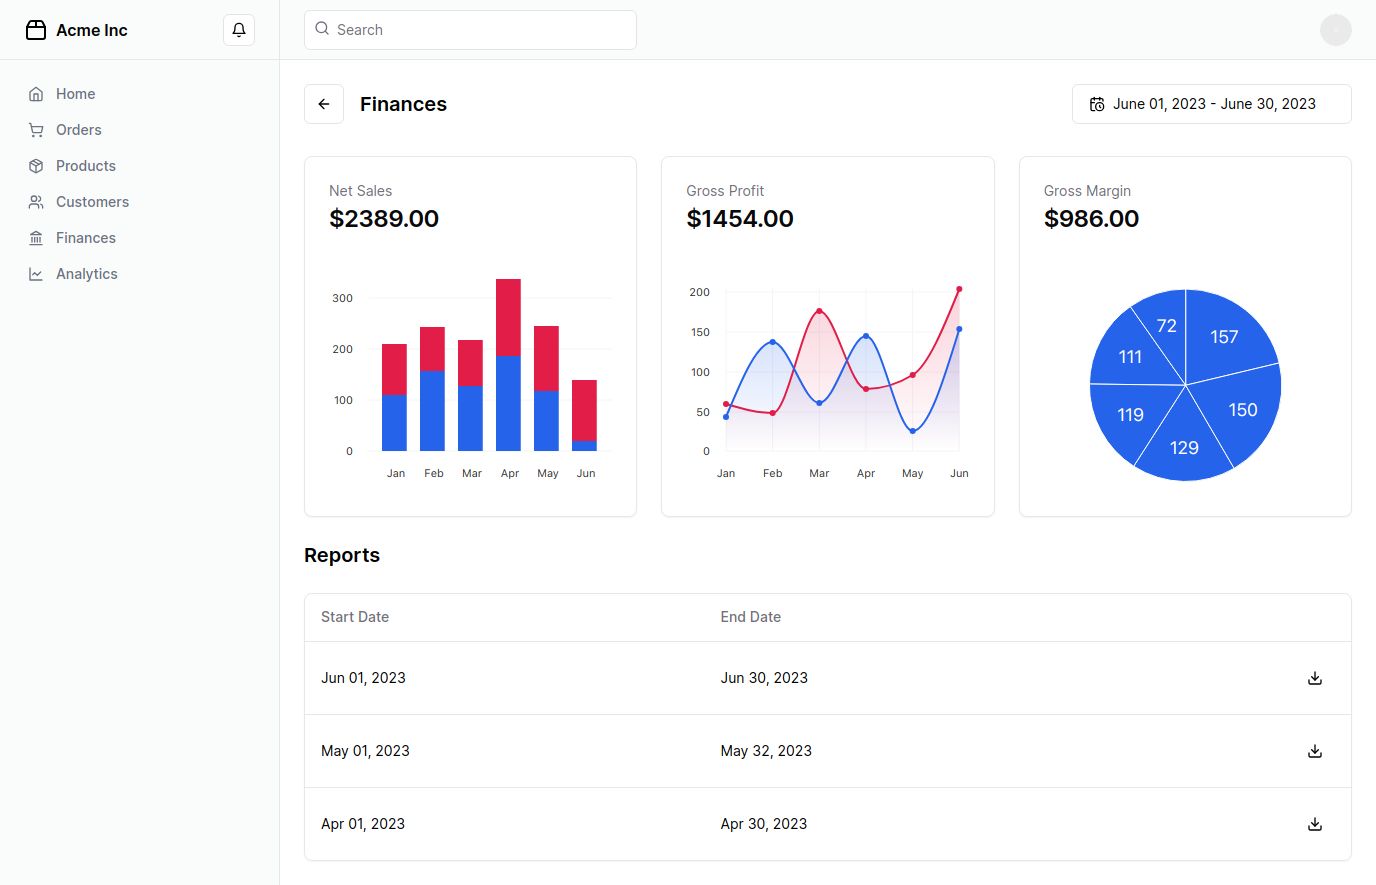 Acme Inc
Search
Home
Orders
Products
Customers
Finances
Analytics
Finances
June 01, 2023 - June 30, 2023
Net Sales
$2389.00
300
200
100
0
Jan Feb Mar Apr May Jun
Gross Profit
$1454.00
200
150
100
50
0
Jan Feb Mar Apr May Jun
Gross Margin
$986.00
72 157
111
150
119
129
Reports
Start Date End Date
Jun 01, 2023 Jun 30, 2023
May 01, 2023 May 32, 2023
Apr 01, 2023 Apr 30, 2023